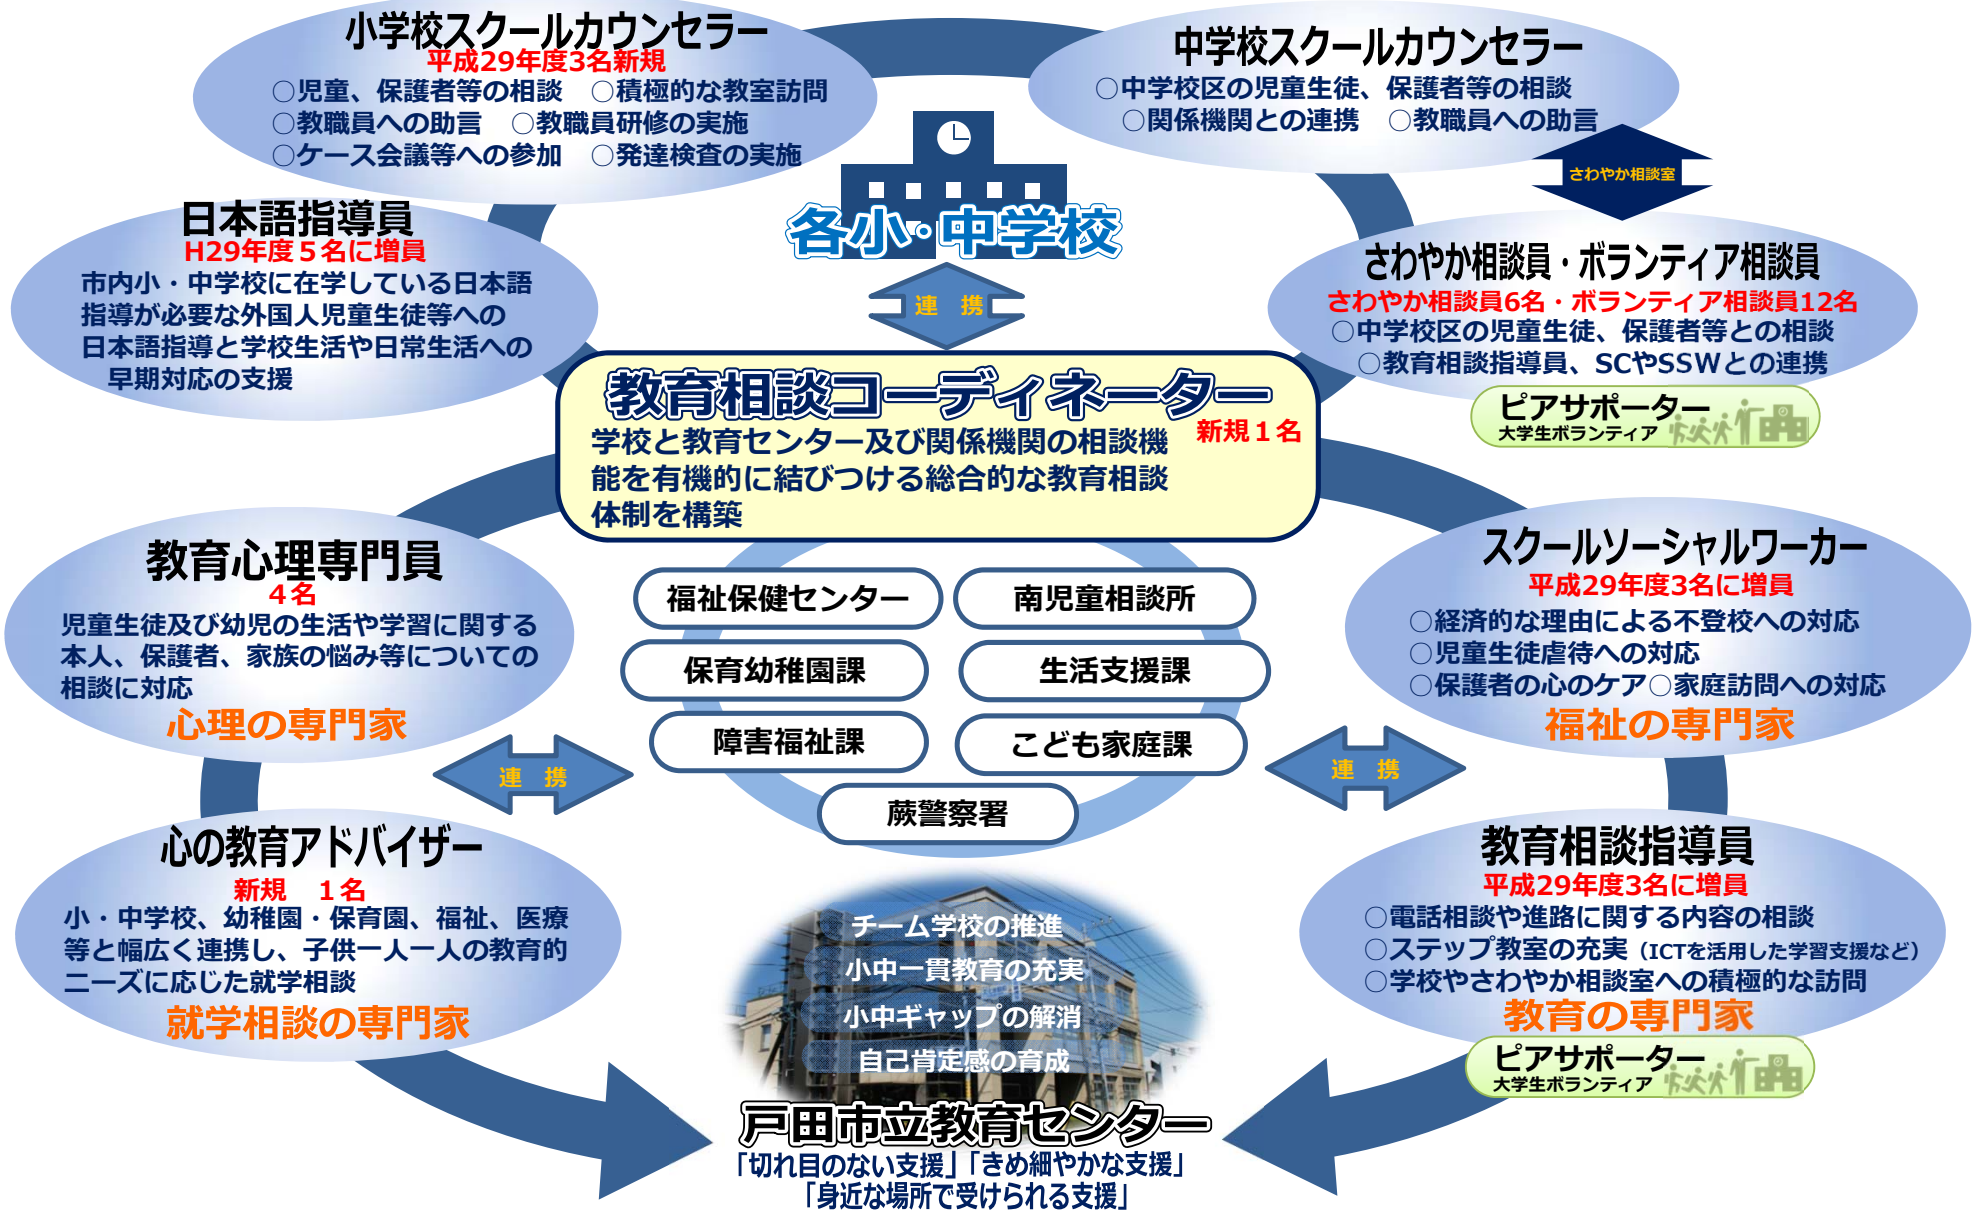 小学校スクールカウンセラー
平成29年度3名新規
○児童、保護者等の相談　○積極的な教室訪問
○教職員への助言　○教職員研修の実施
○ケース会議等への参加　○発達検査の実施
中学校スクールカウンセラー
○中学校区の児童生徒、保護者等の相談
○関係機関との連携　○教職員への助言
さわやか相談室
日本語指導員
H29年度５名に増員
市内小・中学校に在学している日本語
指導が必要な外国人児童生徒等への
日本語指導と学校生活や日常生活への
早期対応の支援
各小・中学校
連　携
さわやか相談員・ボランティア相談員
さわやか相談員6名・ボランティア相談員12名
○中学校区の児童生徒、保護者等との相談
○教育相談指導員、SCやSSWとの連携
ピアサポーター
大学生ボランティア
教育相談コーディネーター
新規１名
学校と教育センター及び関係機関の相談機
能を有機的に結びつける総合的な教育相談
体制を構築
教育心理専門員
４名
児童生徒及び幼児の生活や学習に関する
本人、保護者、家族の悩み等についての
相談に対応
心理の専門家
福祉保健センター
南児童相談所
保育幼稚園課
生活支援課
障害福祉課
こども家庭課
蕨警察署
スクールソーシャルワーカー
平成29年度3名に増員
○経済的な理由による不登校への対応
○児童生徒虐待への対応
○保護者の心のケア○家庭訪問への対応
福祉の専門家
連　携
連　携
心の教育アドバイザー
新規　１名
小・中学校、幼稚園・保育園、福祉、医療
等と幅広く連携し、子供一人一人の教育的
ニーズに応じた就学相談
就学相談の専門家
チーム学校の推進
小中一貫教育の充実
小中ギャップの解消
自己肯定感の育成
教育相談指導員
平成29年度3名に増員
○電話相談や進路に関する内容の相談
○ステップ教室の充実（ICTを活用した学習支援など）
○学校やさわやか相談室への積極的な訪問
教育の専門家
ピアサポーター
大学生ボランティア
戸田市立教育センター
「切れ目のない支援」「きめ細やかな支援」
「身近な場所で受けられる支援」